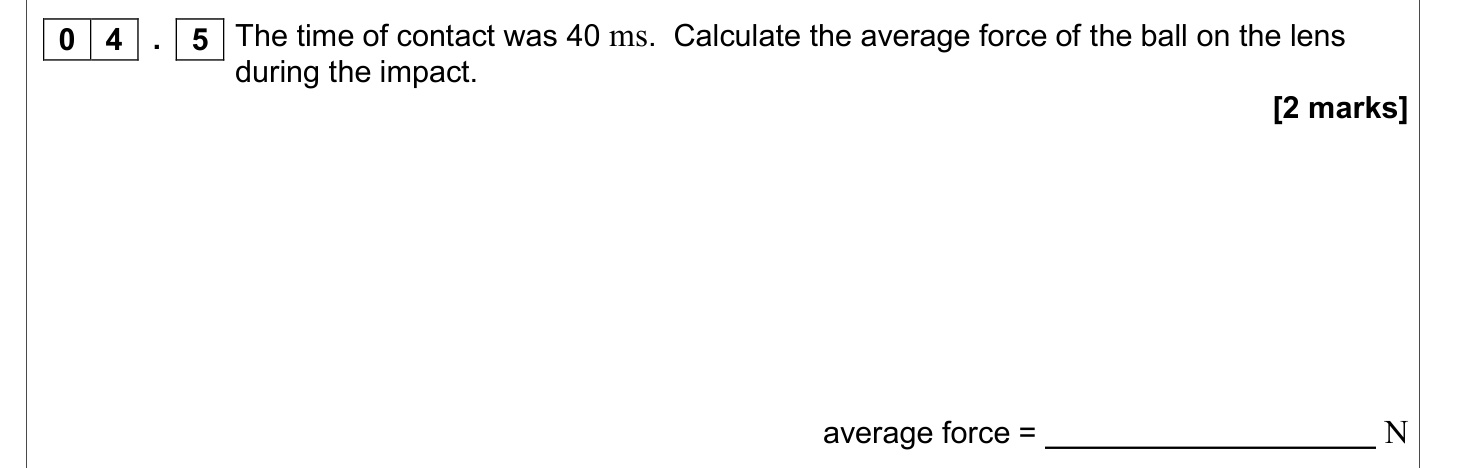 0 4 . 5 The time of contact was 40 ms. Calculate the average force of the ball on the lens
during the impact.
[2 marks]
average force = ____________________ N